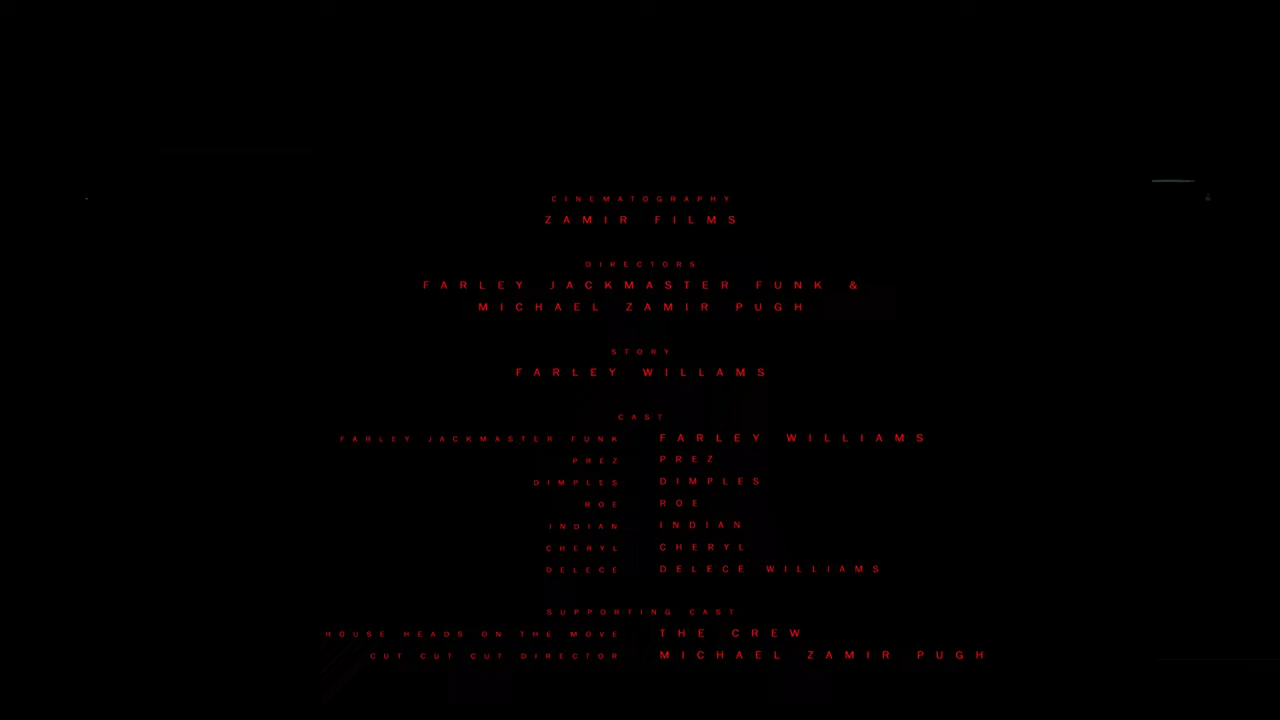 CINEMATOGRAPHY
ZAMIR FILMS
DIRECTORS
FARLEY JACKMASTER FUNK &
MICHAEL ZAMIR PUGH
STORY
FARLEY WILLAMS
CAST
FARLEY JACKMASTER FUNK FARLEY WILLIAMS
PREZ PREZ
DIMPLES DIMPLES
ROE ROE
INDIAN INDIAN
CHERYL CHERYL
DELECE DELECE WILLIAMS
SUPPORTING CAST
HOUSE HEADS ON THE MOVE THE CREW
CUT CUT CUT DIRECTOR MICHAEL ZAMIR PUGH